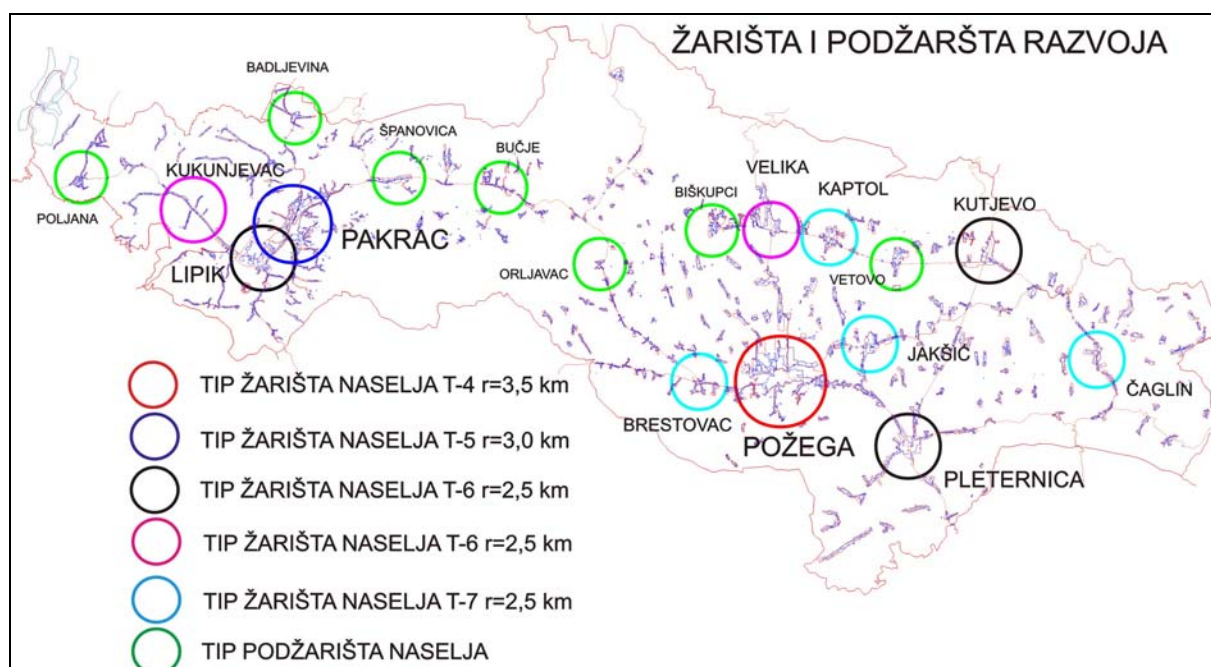 ŽARIŠTA I PODŽARŠTA RAZVOJA
BADLJEVINA
ŠPANOVICA
BUČJE
KUKUNJEVAC
POLJANA
PAKRAC
LIPIK
VELIKA
BIŠKUPCI
KAPTOL
KUTJEVO
ORLJAVAC
VETOVO
JAKŠIĆ
ČAGLIN
BRESTOVAC
POŽEGA
PLETERNICA
TIP ŽARIŠTA NASELJA T-4 r=3,5 km
TIP ŽARIŠTA NASELJA T-5 r=3,0 km
TIP ŽARIŠTA NASELJA T-6 r=2,5 km
TIP ŽARIŠTA NASELJA T-6 r=2,5 km
TIP ŽARIŠTA NASELJA T-7 r=2,5 km
TIP PODŽARIŠTA NASELJA